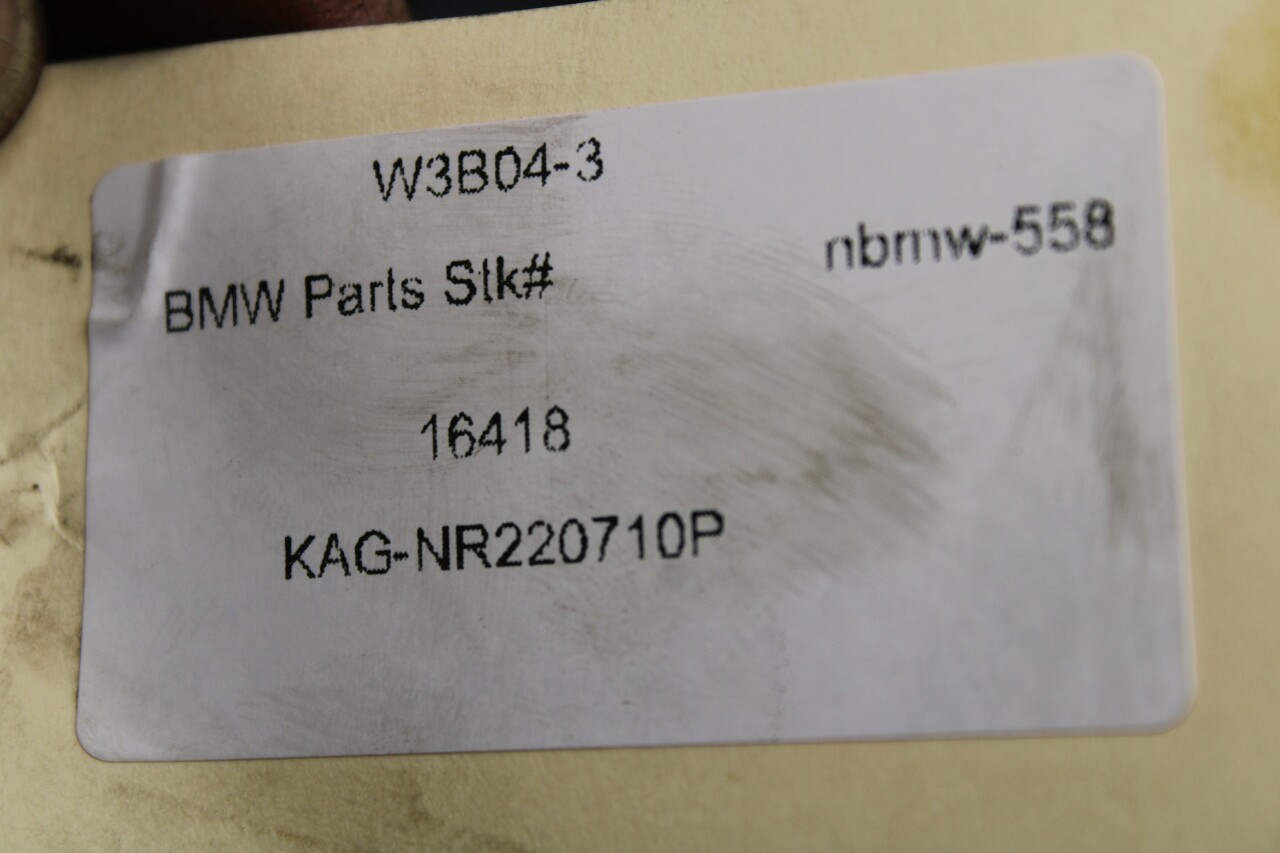 W3B04-3
nbmw-558
BMW Parts Stk#
16418
KAG-NR220710P